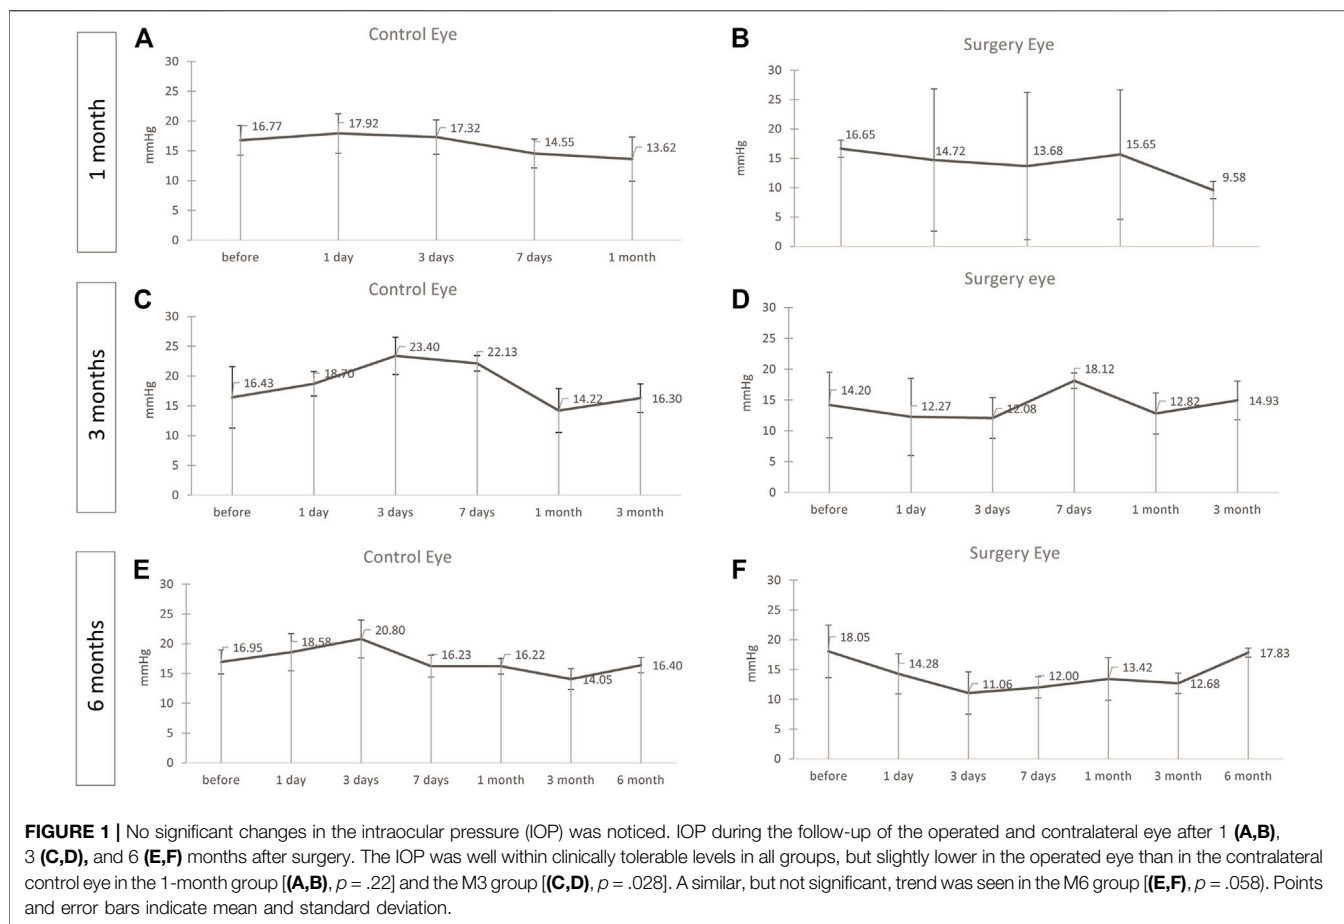 1 month
A
Control Eye
mmHg
30
25
20
15
10
5
0
16.77
17.92
17.32
14.55
13.62
before
1 day
3 days
7 days
1 month
B
Surgery Eye
mmHg
30
25
20
15
10
5
0
16.65
14.72
13.68
15.65
9.58
3 months
C
Control Eye
mmHg
30
25
20
15
10
5
0
16.43
18.70
23.40
22.13
14.22
16.30
before
1 day
3 days
7 days
1 month
3 month
D
Surgery eye
mmHg
30
25
20
15
10
5
0
14.20
12.27
12.08
18.12
12.82
14.93
before
1 day
3 days
7 days
1 month
3 month
6 months
E
Control Eye
mmHg
30
25
20
15
10
5
0
16.95
18.58
20.80
16.23
16.22
14.05
16.40
before
1 day
3 days
7 days
1 month
3 month
6 month
F
Surgery Eye
mmHg
30
25
20
15
10
5
0
18.05
14.28
11.06
12.00
13.42
12.68
17.83
before
1 day
3 days
7 days
1 month
3 month
6 month
FIGURE 1 | No significant changes in the intraocular pressure (IOP) was noticed. IOP during the follow-up of the operated and contralateral eye after 1 (A,B),
3 (C,D), and 6 (E,F) months after surgery. The IOP was well within clinically tolerable levels in all groups, but slightly lower in the operated eye than in the contralateral
control eye in the 1-month group [(A,B), p = .22] and the M3 group [(C,D), p = .028]. A similar, but not significant, trend was seen in the M6 group [(E,F), p = .058). Points
and error bars indicate mean and standard deviation.